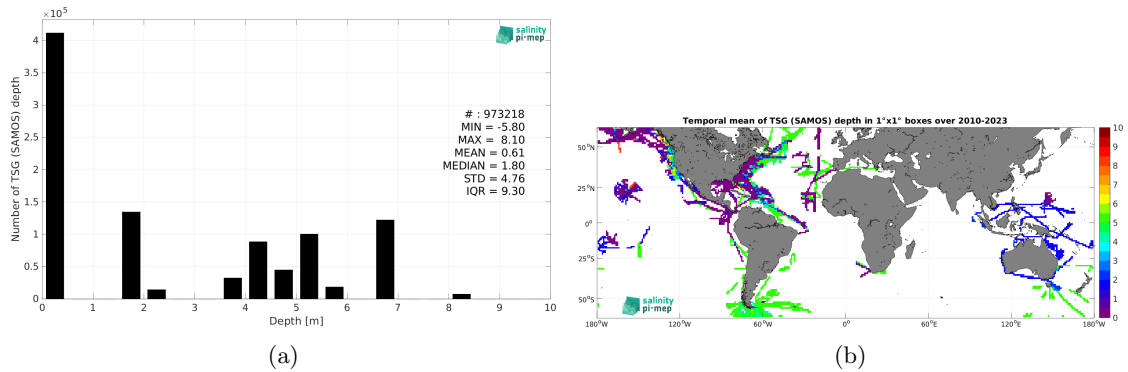 ×10⁵
salinity
pi-mep
# : 973218
MIN = -5.80
MAX = 8.10
MEAN = 0.61
MEDIAN = 1.80
STD = 4.76
IQR = 9.30
Number of TSG (SAMOS) depth
4
3.5
3
2.5
2
1.5
1
0.5
0
0 1 2 3 4 5 6 7 8 9 10
Depth [m]
(a)
Temporal mean of TSG (SAMOS) depth in 1°x1° boxes over 2010-2023
50°N
25°N
0°
25°S
50°S
180°W 120°W 60°W 0°E 60°E 120°E 180°E
salinity
pi-mep
10
9
8
7
6
5
4
3
2
1
0
(b)